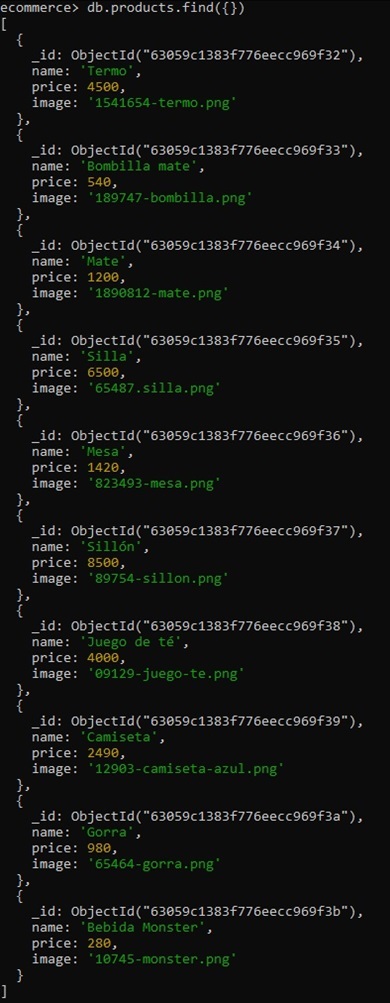 ecommerce> db.products.find({})
[
  {
    _id: ObjectId("63059c1383f776eecc969f32"),
    name: 'Termo',
    price: 4500,
    image: '1541654-termo.png'
  },
  {
    _id: ObjectId("63059c1383f776eecc969f33"),
    name: 'Bombilla mate',
    price: 540,
    image: '189747-bombilla.png'
  },
  {
    _id: ObjectId("63059c1383f776eecc969f34"),
    name: 'Mate',
    price: 1200,
    image: '1890812-mate.png'
  },
  {
    _id: ObjectId("63059c1383f776eecc969f35"),
    name: 'Silla',
    price: 6500,
    image: '65487.silla.png'
  },
  {
    _id: ObjectId("63059c1383f776eecc969f36"),
    name: 'Mesa',
    price: 1420,
    image: '823493-mesa.png'
  },
  {
    _id: ObjectId("63059c1383f776eecc969f37"),
    name: 'Sillón',
    price: 8500,
    image: '89754-sillon.png'
  },
  {
    _id: ObjectId("63059c1383f776eecc969f38"),
    name: 'Juego de té',
    price: 4000,
    image: '09129-juego-te.png'
  },
  {
    _id: ObjectId("63059c1383f776eecc969f39"),
    name: 'Camiseta',
    price: 2490,
    image: '12903-camiseta-azul.png'
  },
  {
    _id: ObjectId("63059c1383f776eecc969f3a"),
    name: 'Gorra',
    price: 980,
    image: '65464-gorra.png'
  },
  {
    _id: ObjectId("63059c1383f776eecc969f3b"),
    name: 'Bebida Monster',
    price: 280,
    image: '10745-monster.png'
  }
]